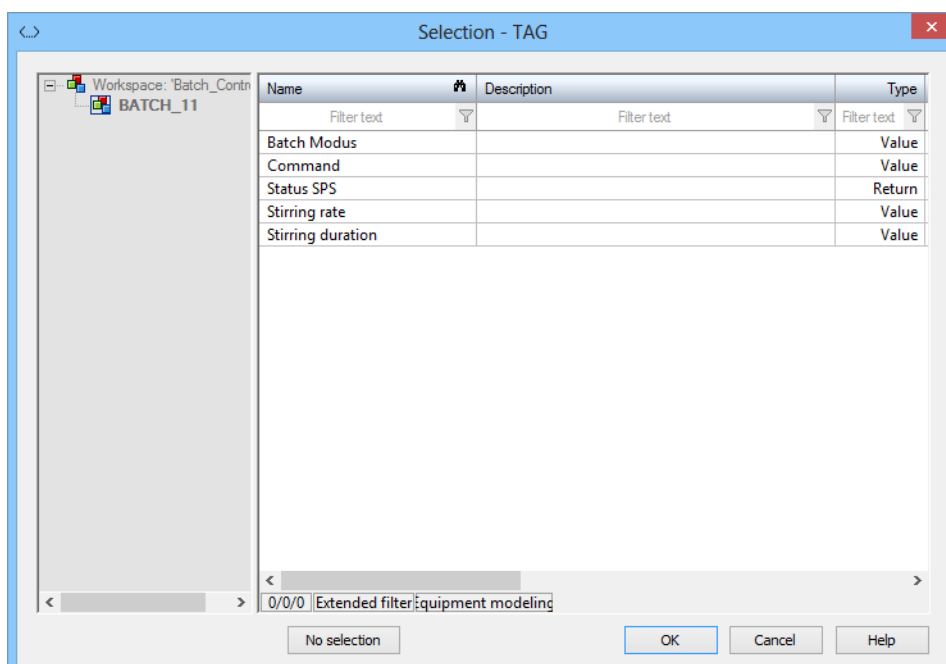 Selection - TAG
Workspace: 'Batch_Contr
BATCH_11
Name Description Type
Filter text Filter text Filter text
Batch Modus Value
Command Value
Status SPS Return
Stirring rate Value
Stirring duration Value
0/0/0 Extended filter Equipment modeling
No selection OK Cancel Help